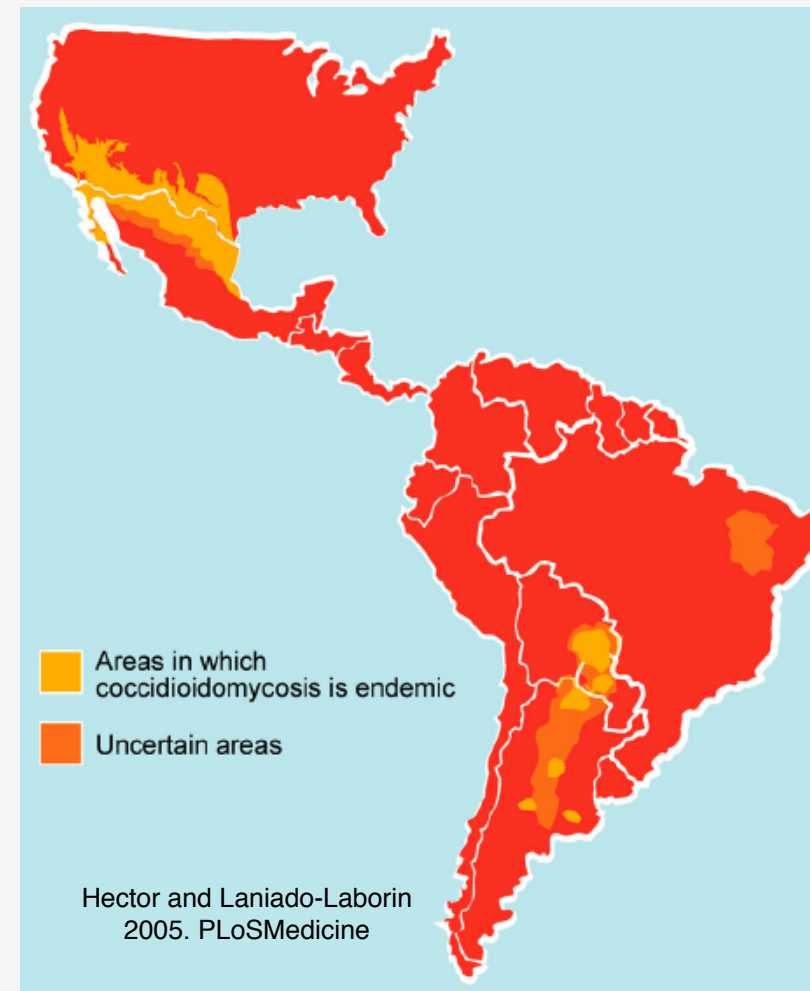 Areas in which
coccidioidomycosis is endemic
Uncertain areas
Hector and Laniado-Laborin
2005. PLoSMedicine